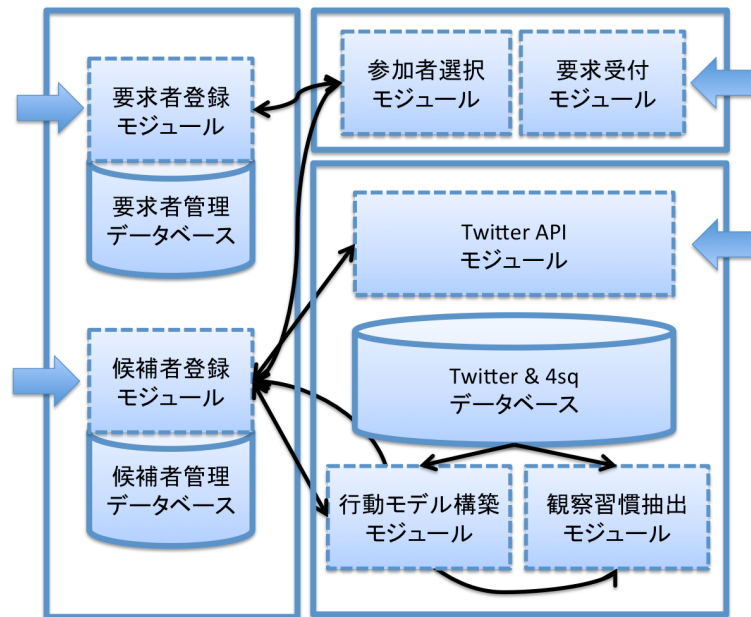 要求者登録
モジュール
要求者管理
データベース
候補者登録
モジュール
候補者管理
データベース
参加者選択
モジュール
要求受付
モジュール
Twitter API
モジュール
Twitter & 4sq
データベース
行動モデル構築
モジュール
観察習慣抽出
モジュール